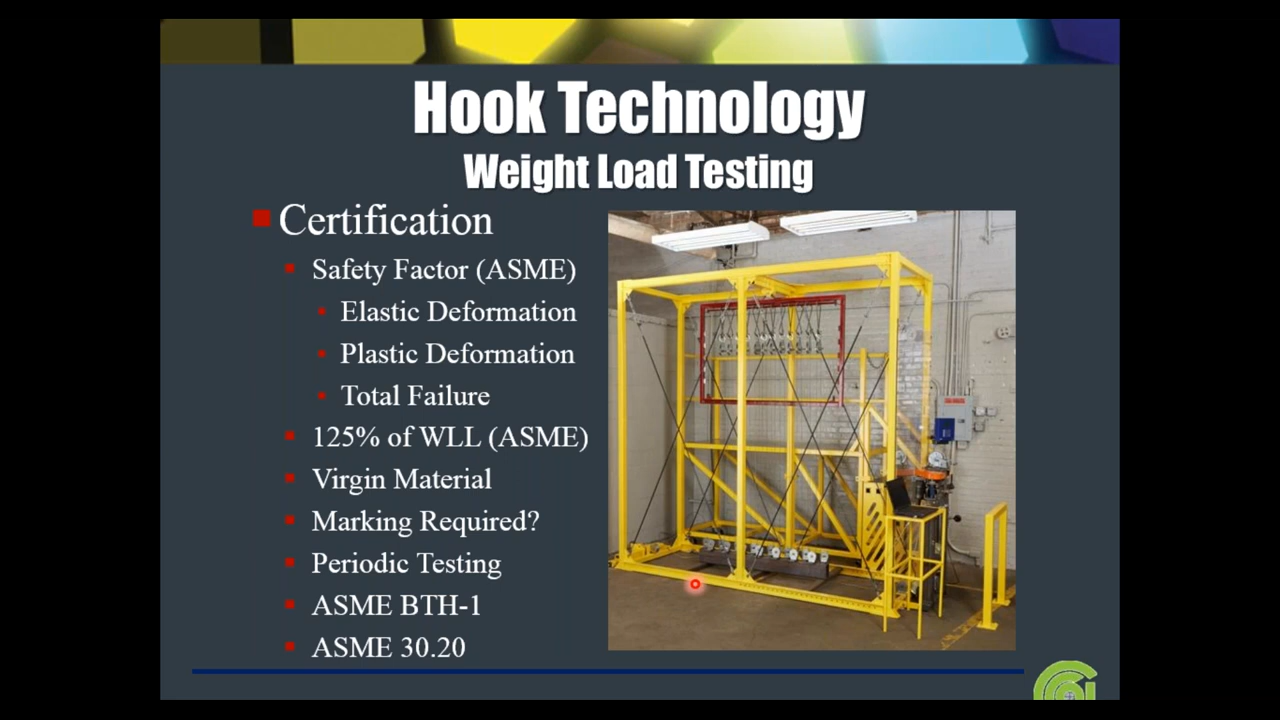 Hook Technology
Weight Load Testing
Certification
Safety Factor (ASME)
Elastic Deformation
Plastic Deformation
Total Failure
125% of WLL (ASME)
Virgin Material
Marking Required?
Periodic Testing
ASME BTH-1
ASME 30.20